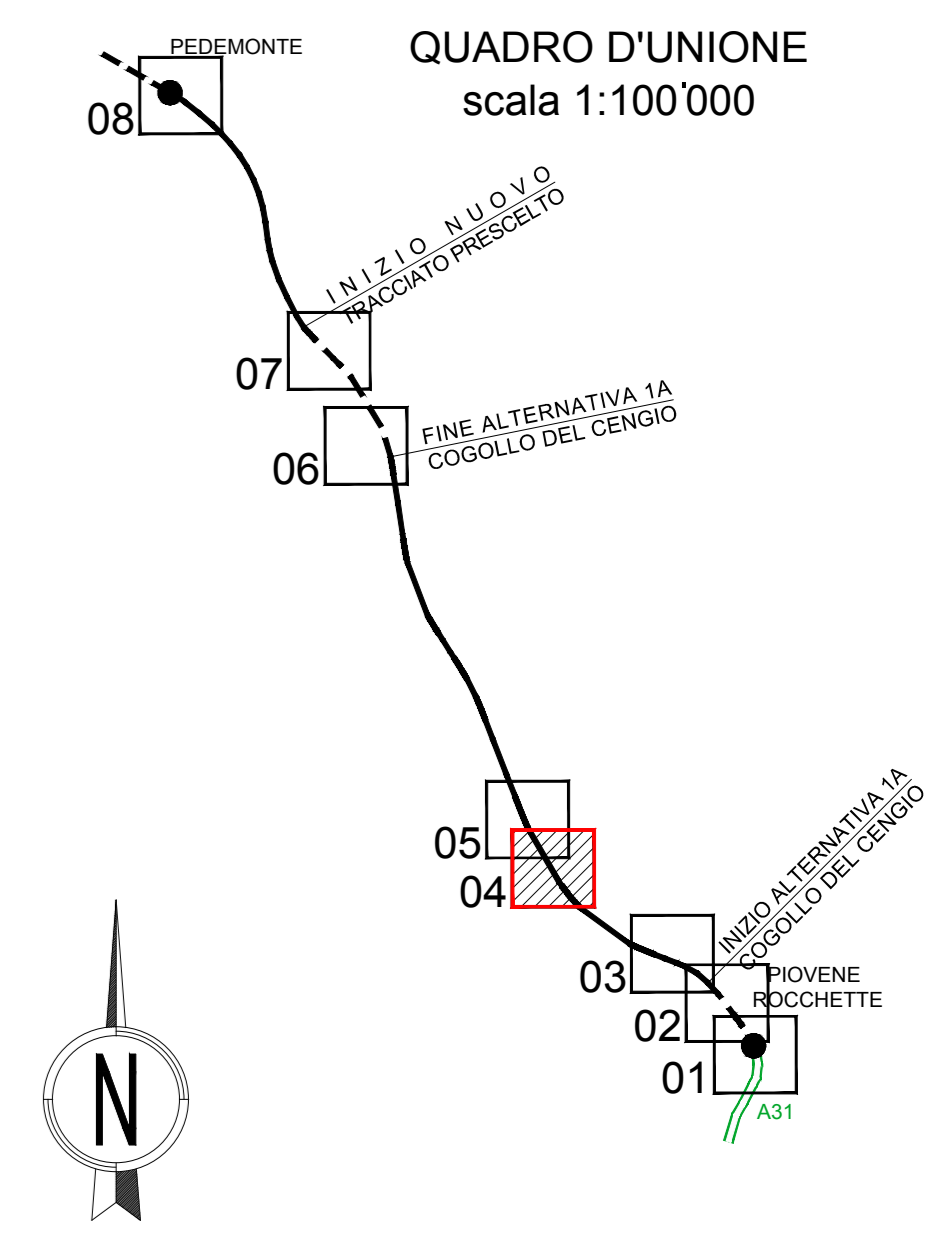 QUADRO D'UNIONE
scala 1:100'000
PEDEMONTE
08
INIZIO NUOVO
TRACCIATO PRESCELTO
07
FINE ALTERNATIVA 1A
COGOLLO DEL CENGIO
06
05
04
INIZIO ALTERNATIVA 1A
COGOLLO DEL CENGIO
03
PIOVENE
ROCCHETTE
02
01
A31
N